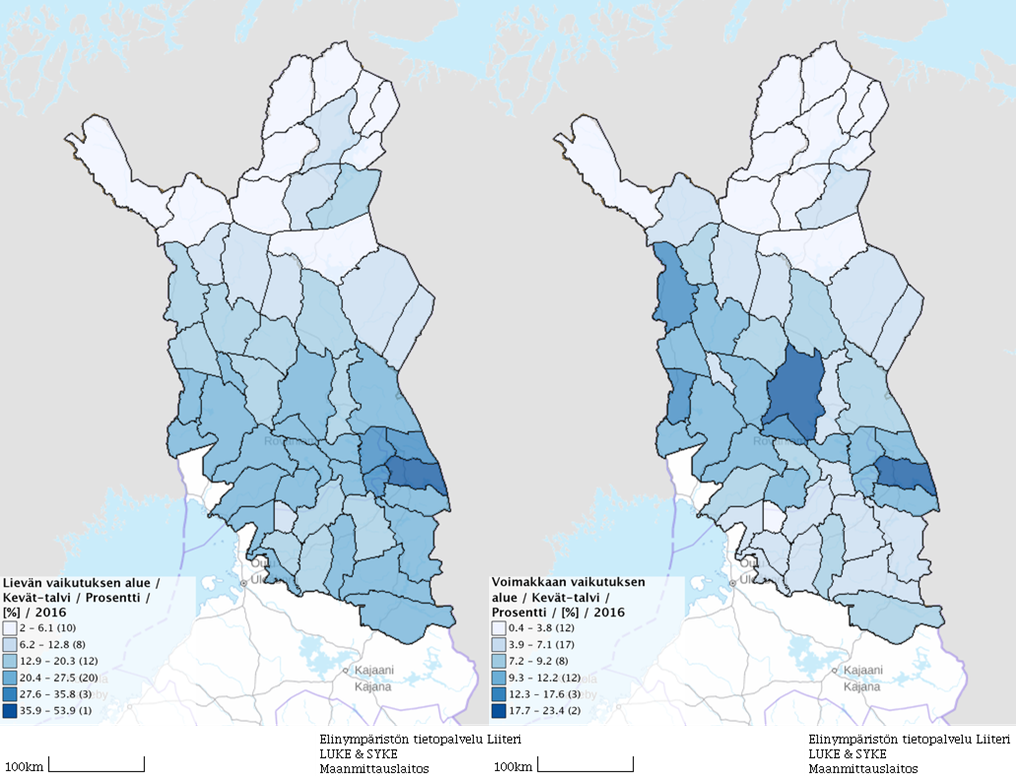 Lievän vaikutuksen alue /
Kevät-talvi / Prosentti /
[%] / 2016
2 - 6.1 (10)
6.2 - 12.8 (8)
12.9 - 20.3 (12)
20.4 - 27.5 (20)
27.6 - 35.8 (3)
35.9 - 53.9 (1)
Kajaani
Kajana
100km
Elinympäristön tietopalvelu Liiteri
LUKE & SYKE
Maanmittauslaitos
Voimakkaan vaikutuksen
alue / Kevät-talvi /
Prosentti / [%] / 2016
0.4 - 3.8 (12)
3.9 - 7.1 (17)
7.2 - 9.2 (8)
9.3 - 12.2 (12)
12.3 - 17.6 (3)
17.7 - 23.4 (2)
Kajaani
Kajana
100km
Elinympäristön tietopalvelu Liiteri
LUKE & SYKE
Maanmittauslaitos